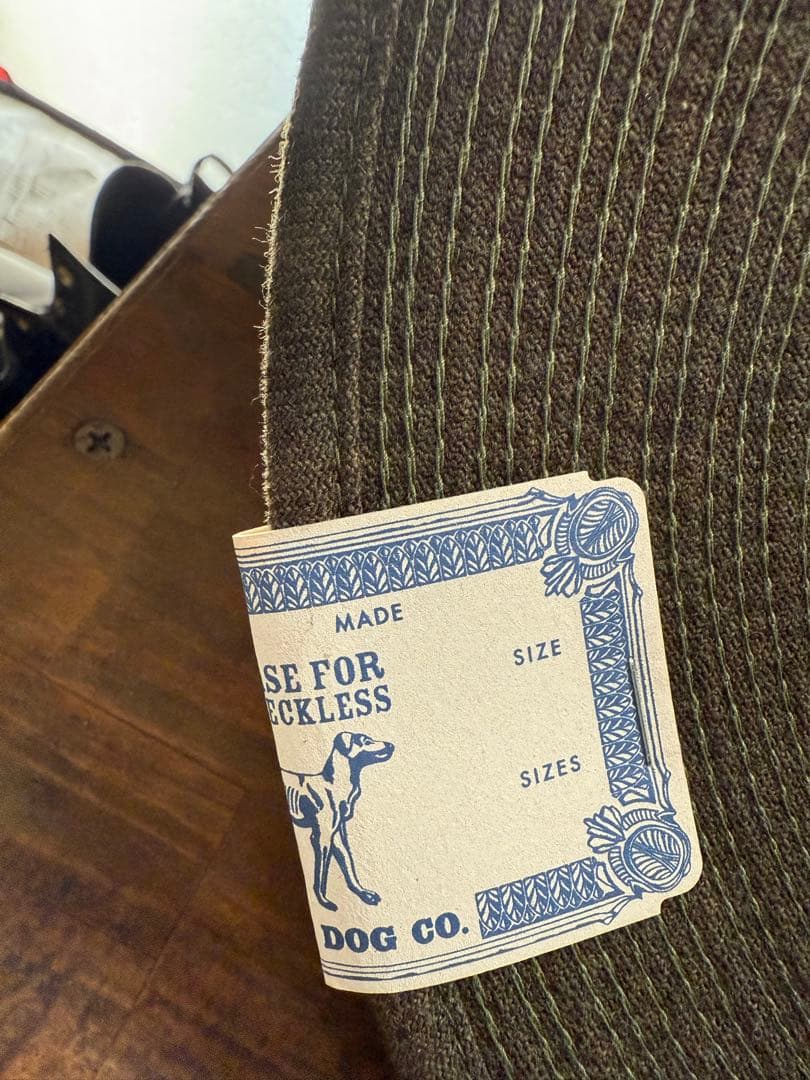 MADE
SE FOR
ECKLESS
SIZE
SIZES
DOG CO.